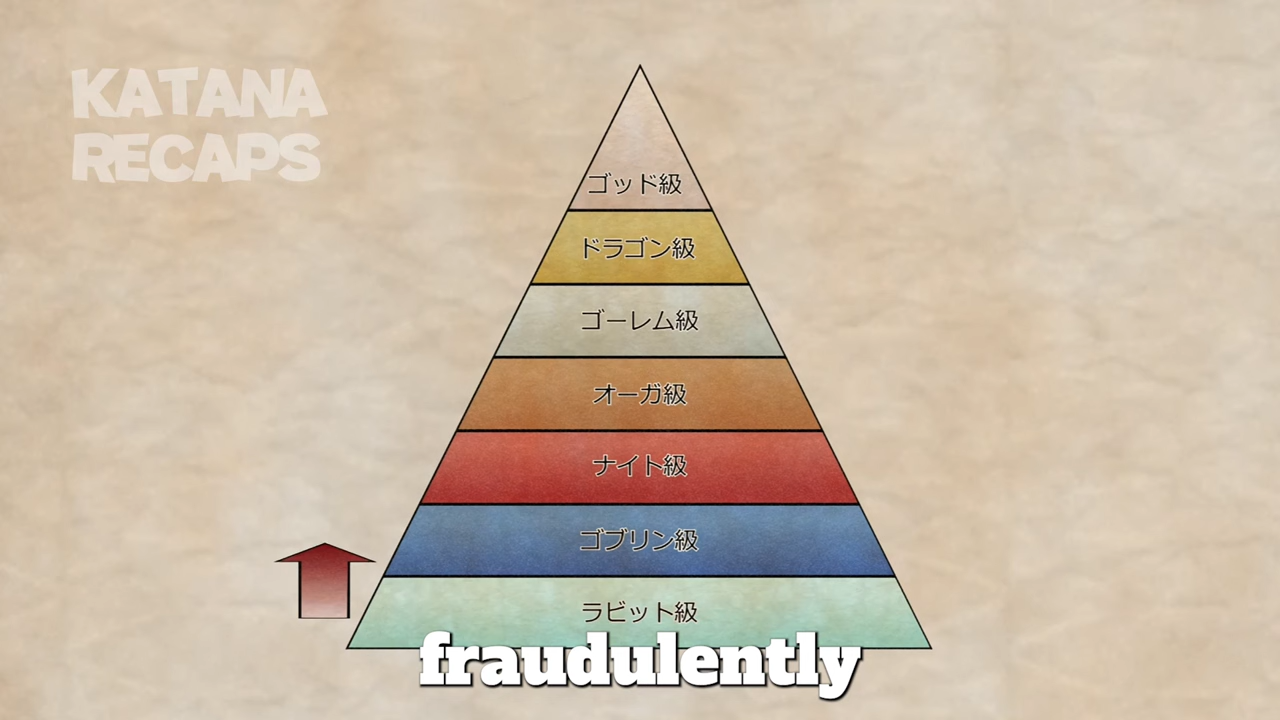 KATANA
RECAPS
ゴッド級
ドラゴン級
ゴーレム級
オーガ級
ナイト級
ゴブリン級
ラビット級
fraudulently